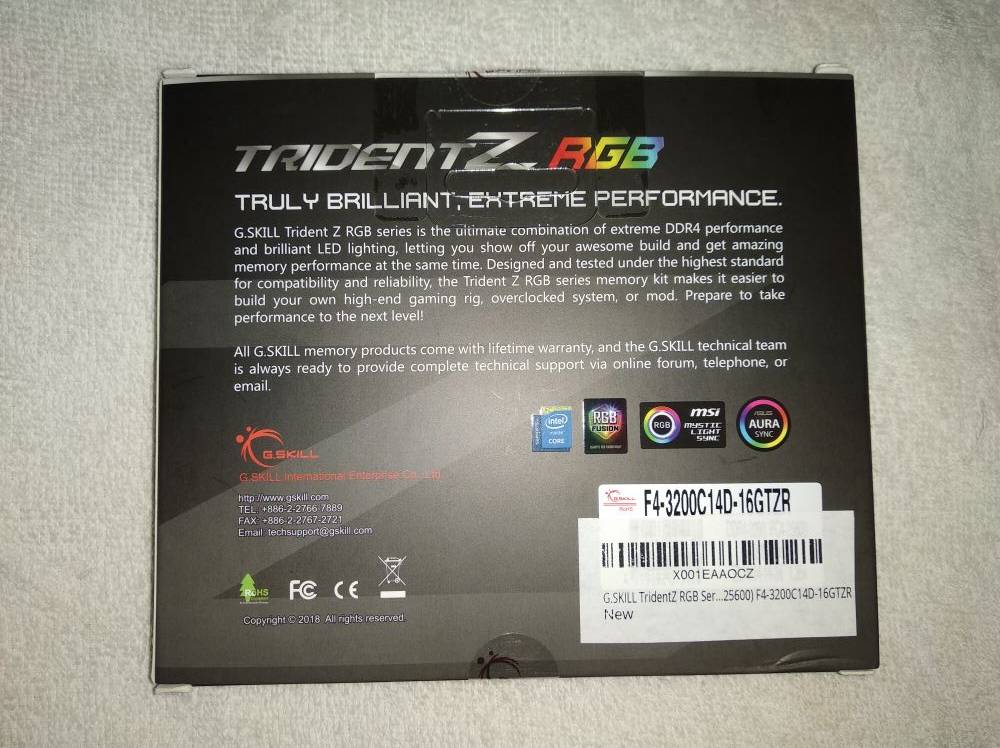 TRIDENTZ RGB
TRULY BRILLIANT, EXTREME PERFORMANCE.
G.SKILL Trident Z RGB series is the ultimate combination of extreme DDR4 performance
and brilliant LED lighting, letting you show off your awesome build and get amazing
memory performance at the same time. Designed and tested under the highest standard
for compatibility and reliability, the Trident Z RGB series memory kit makes it easier to
build your own high-end gaming rig, overclocked system, or mod. Prepare to take
performance to the next level!
All G.SKILL memory products come with lifetime warranty, and the G.SKILL technical team
is always ready to provide complete technical support via online forum, telephone, or
email.
intel inside CORE
RGB FUSION
RGB msi MYSTIC LIGHT SYNC
ASUS AURA SYNC
G.SKILL
G.SKILL International Enterprise Co., Ltd.
http://www.gskill.com
TEL: +886-2-2766-7889
FAX: +886-2-2767-2721
Email: techsupport@gskill.com
RoHS FC CE
Copyright © 2018 All rights reserved.
G.SKILL RoHS F4-3200C14D-16GTZR
X001EAAOCZ
G.SKILL TridentZ RGB Ser...25600) F4-3200C14D-16GTZR
New